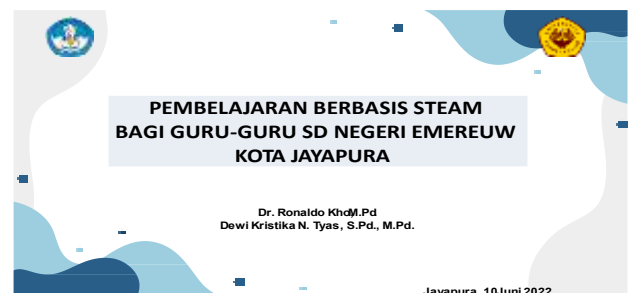 PEMBELAJARAN BERBASIS STEAM
BAGI GURU-GURU SD NEGERI EMEREUW
KOTA JAYAPURA
Dr. Ronaldo Kho, M.Pd
Dewi Kristika N. Tyas, S.Pd., M.Pd.
Jayapura, 10 Juni 2022